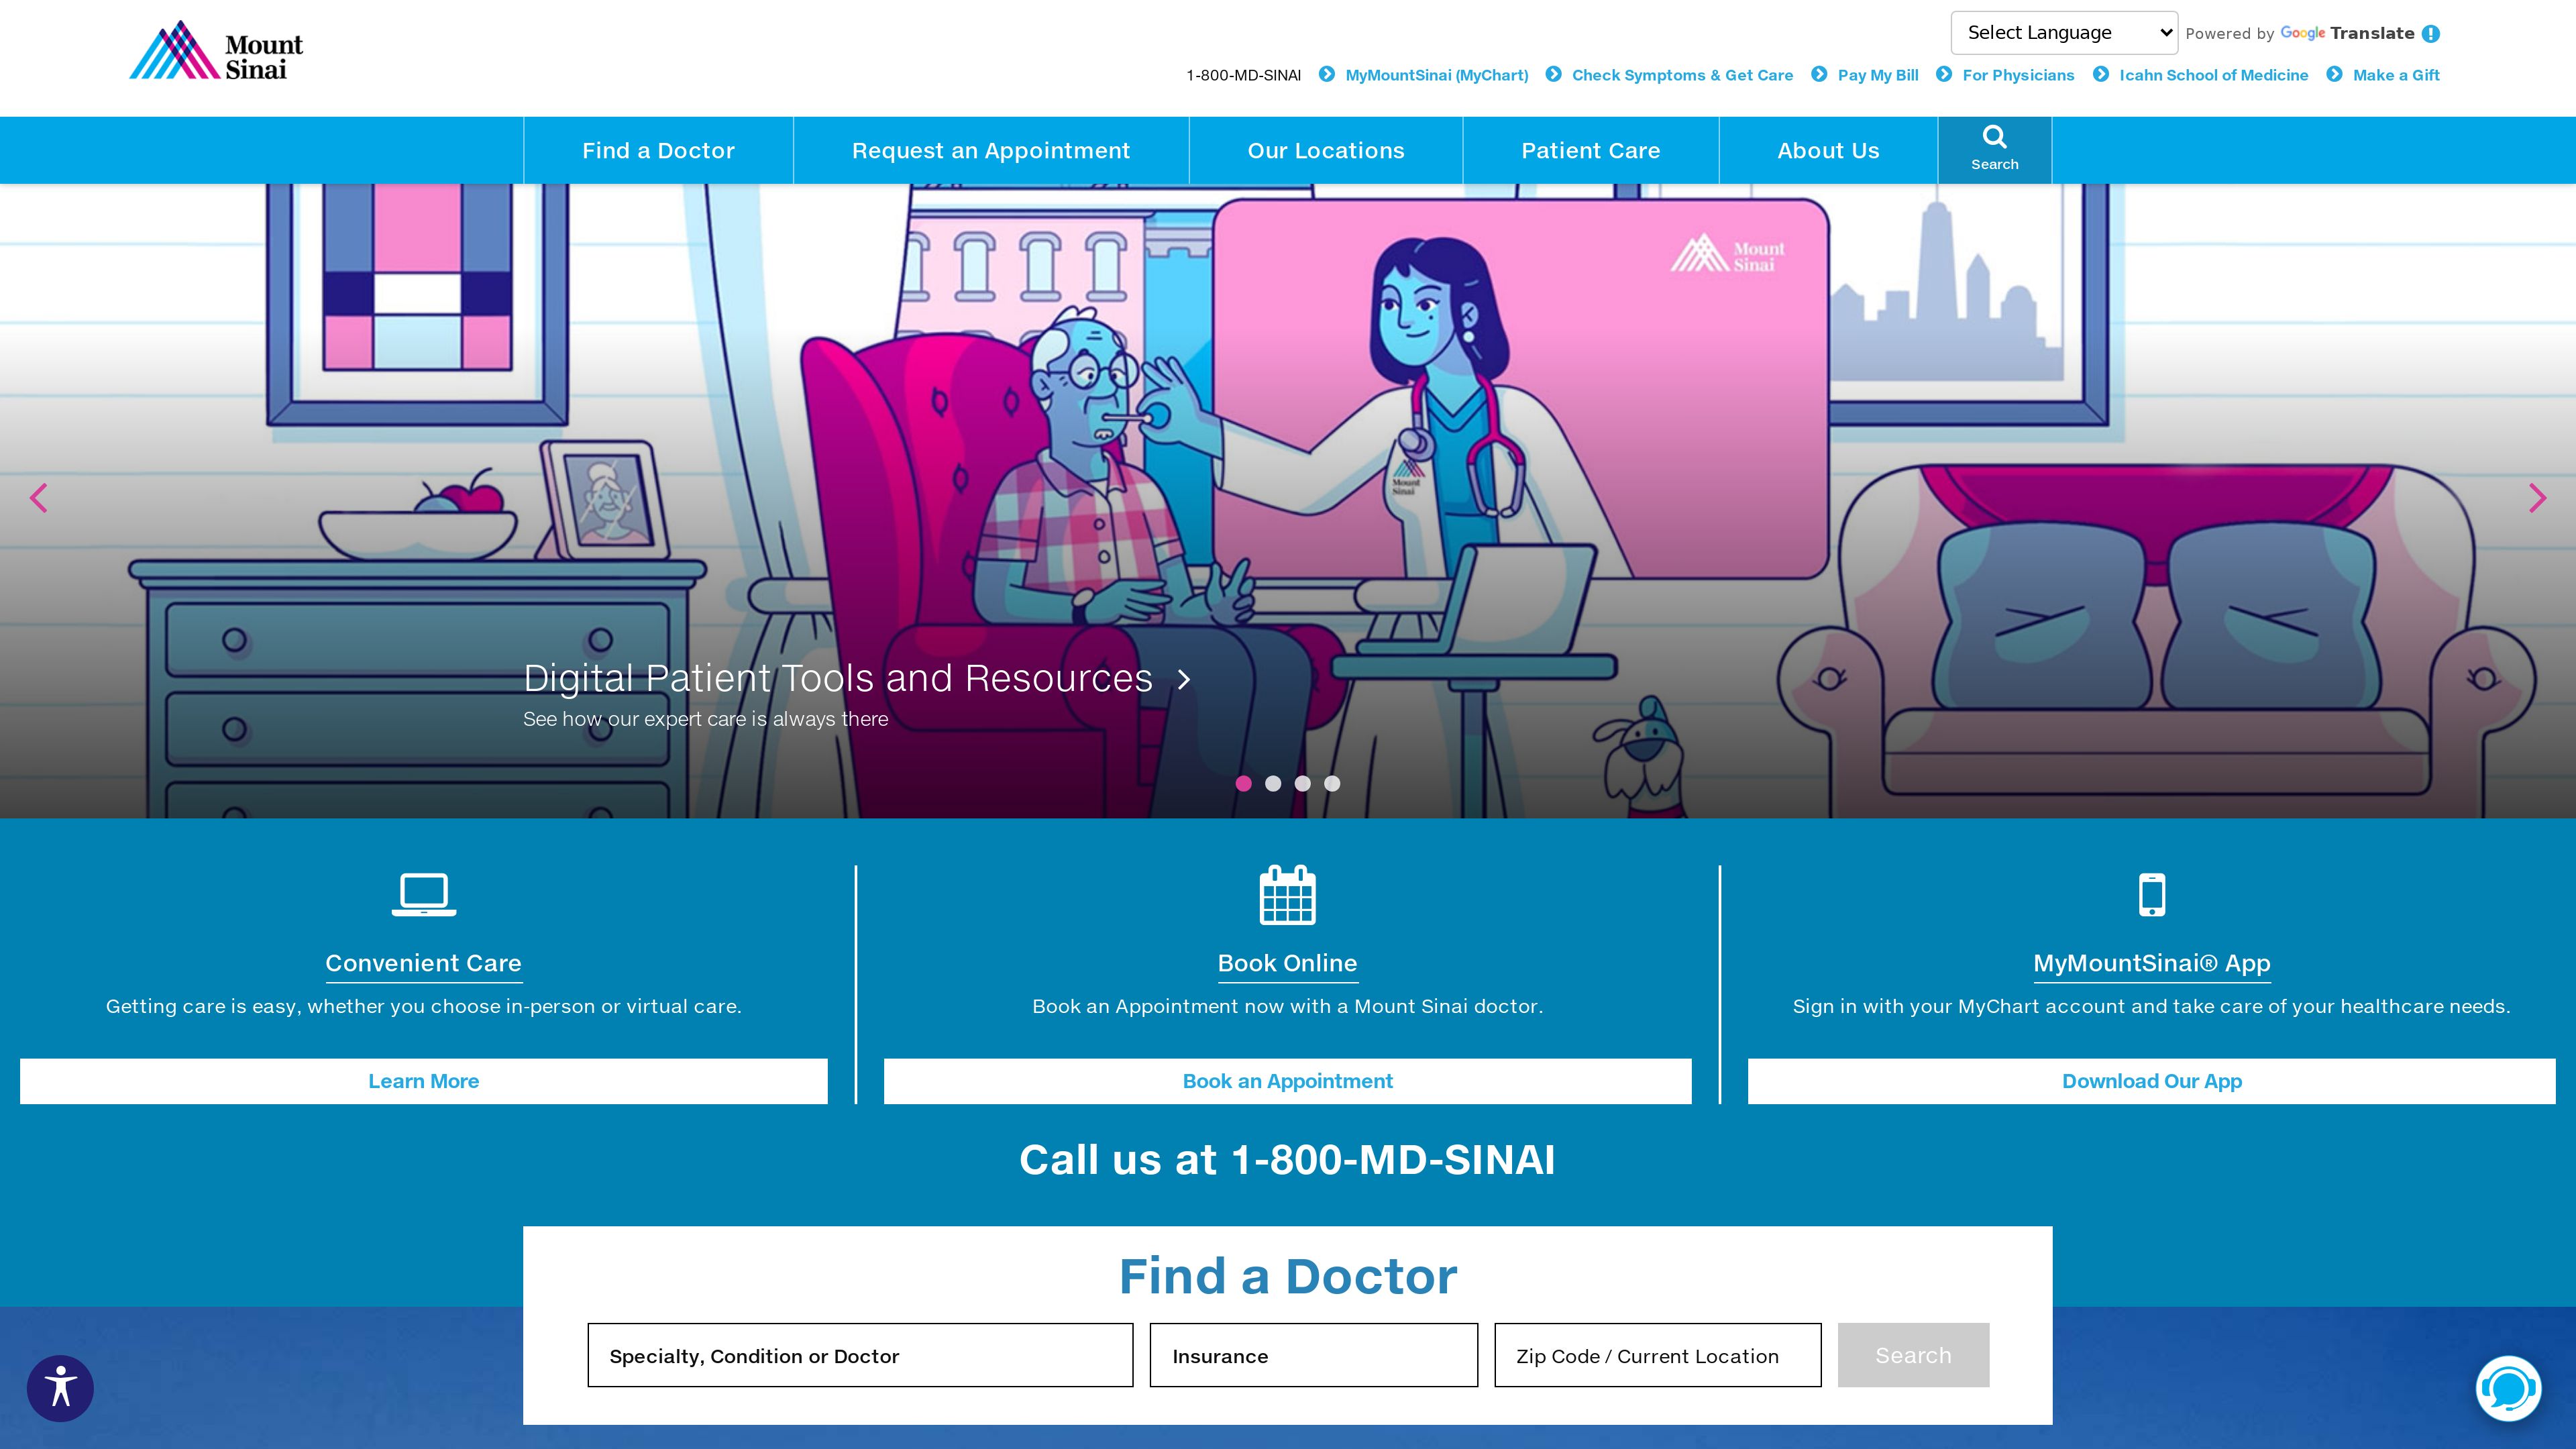 Mount
Sinai
Select Language
Powered by Google Translate
1-800-MD-SINAI MyMountSinai (MyChart) Check Symptoms & Get Care Pay My Bill For Physicians Icahn School of Medicine Make a Gift
Find a Doctor Request an Appointment Our Locations Patient Care About Us Search
Mount
Sinai
Mount
Sinai
Digital Patient Tools and Resources
See how our expert care is always there
Convenient Care
Getting care is easy, whether you choose in-person or virtual care.
Learn More
Book Online
Book an Appointment now with a Mount Sinai doctor.
Book an Appointment
MyMountSinai® App
Sign in with your MyChart account and take care of your healthcare needs.
Download Our App
Call us at 1-800-MD-SINAI
Find a Doctor
Specialty, Condition or Doctor Insurance Zip Code / Current Location Search